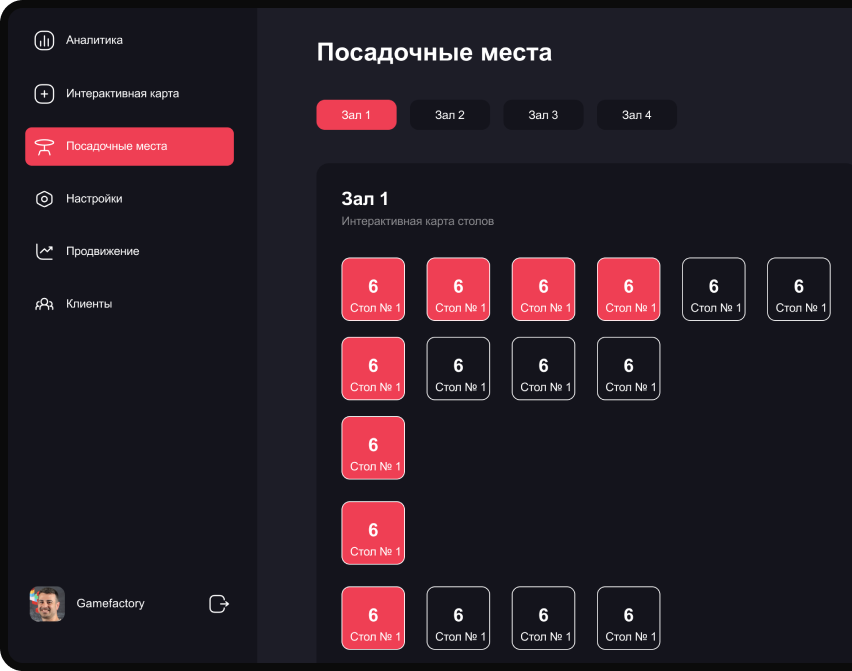 Аналитика
Интерактивная карта
Посадочные места
Настройки
Продвижение
Клиенты
Gamefactory
Посадочные места
Зал 1 Зал 2 Зал 3 Зал 4
Зал 1
Интерактивная карта столов
6 6 6 6 6 6
Стол № 1 Стол № 1 Стол № 1 Стол № 1 Стол № 1 Стол № 1
6 6 6 6
Стол № 1 Стол № 1 Стол № 1 Стол № 1
6
Стол № 1
6
Стол № 1
6 6 6 6
Стол № 1 Стол № 1 Стол № 1 Стол № 1